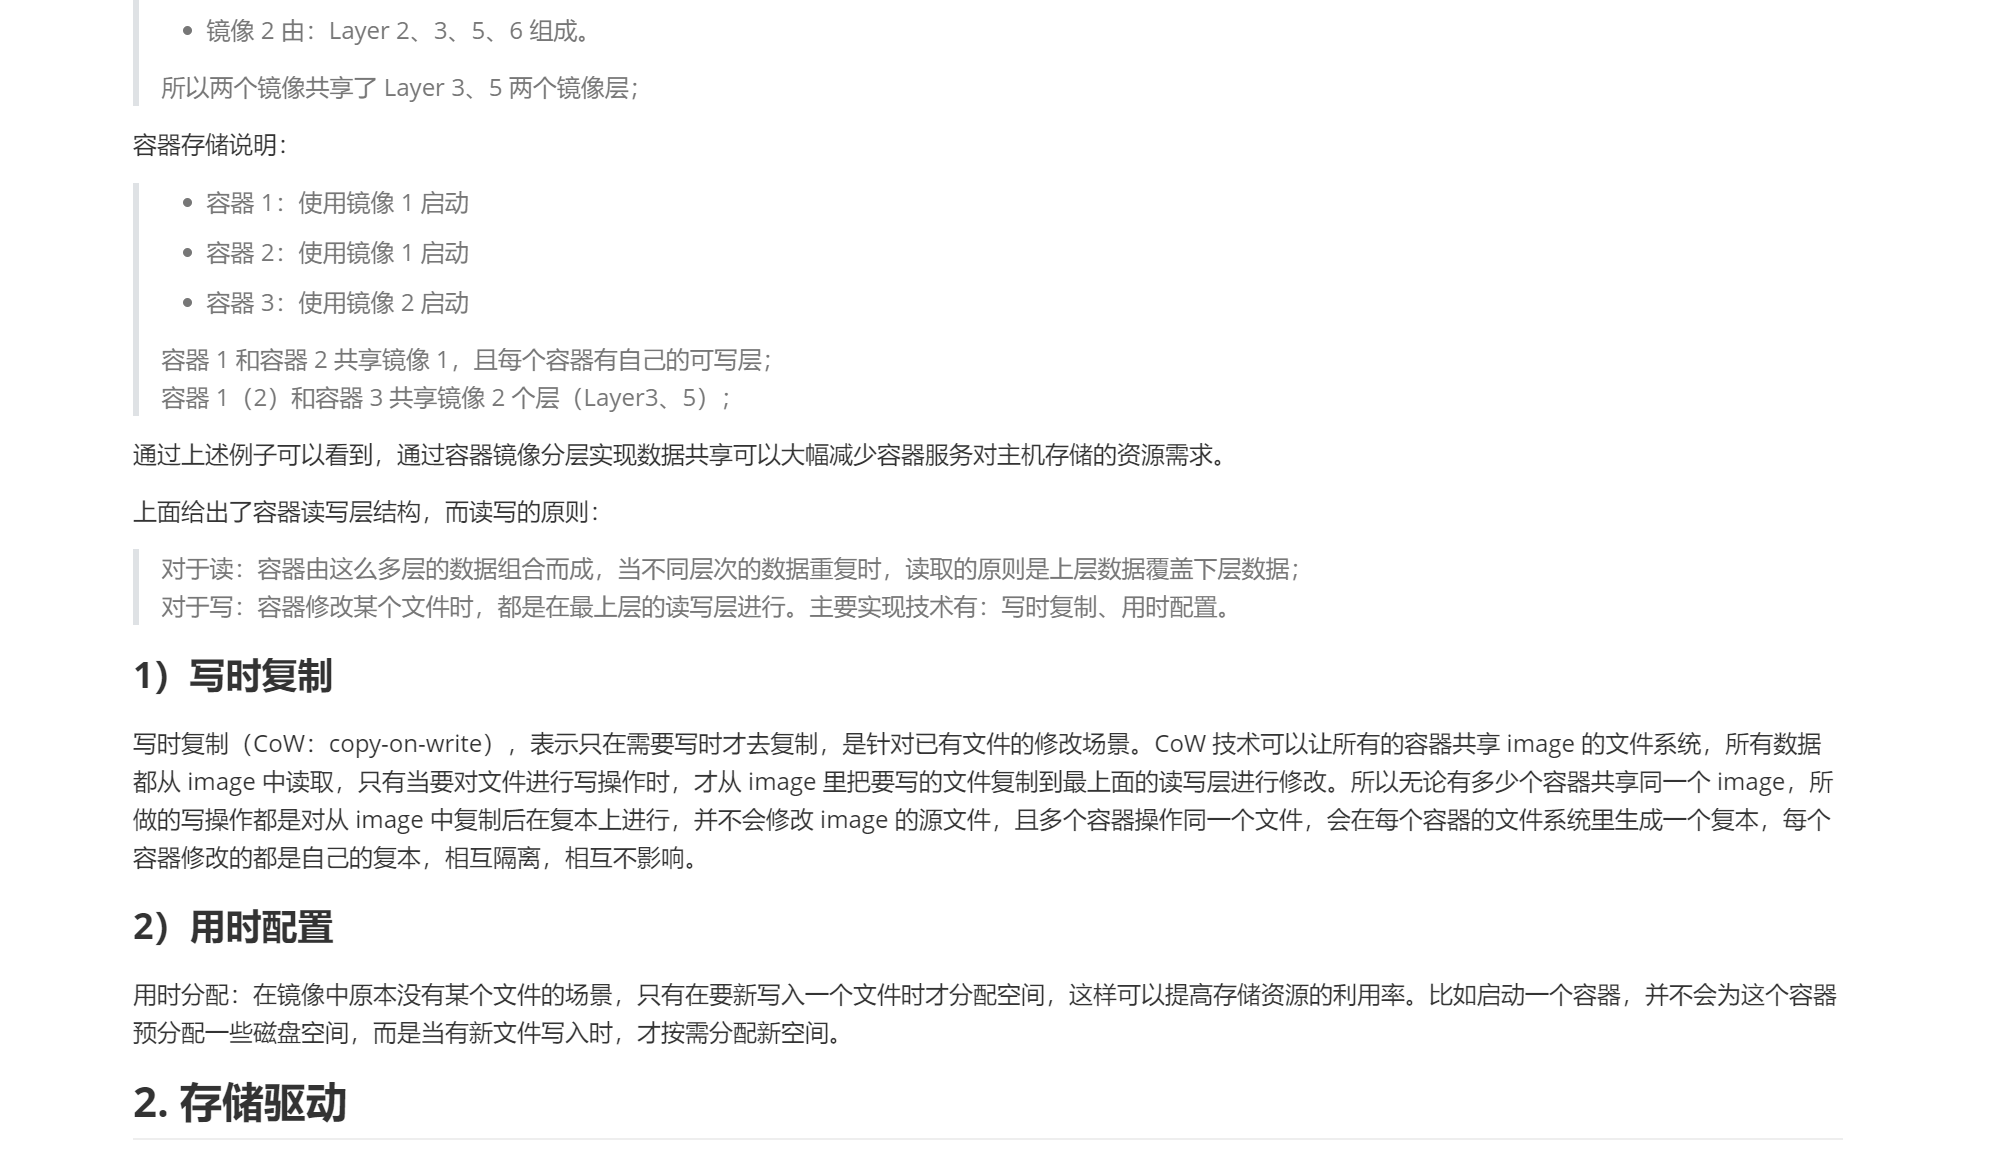 • 镜像 2 由：Layer 2、3、5、6 组成。
所以两个镜像共享了 Layer 3、5 两个镜像层；
容器存储说明：
• 容器 1：使用镜像 1 启动
• 容器 2：使用镜像 1 启动
• 容器 3：使用镜像 2 启动
容器 1 和容器 2 共享镜像 1，且每个容器有自己的可写层；
容器 1（2）和容器 3 共享镜像 2 个层（Layer3、5）；
通过上述例子可以看到，通过容器镜像分层实现数据共享可以大幅减少容器服务对主机存储的资源需求。
上面给出了容器读写层结构，而读写的原则：
对于读：容器由这么多层的数据组合而成，当不同层次的数据重复时，读取的原则是上层数据覆盖下层数据；
对于写：容器修改某个文件时，都是在最上层的读写层进行。主要实现技术有：写时复制、用时配置。
1）写时复制
写时复制（CoW：copy-on-write），表示只在需要写时才去复制，是针对已有文件的修改场景。CoW 技术可以让所有的容器共享 image 的文件系统，所有数据
都从 image 中读取，只有当要对文件进行写操作时，才从 image 里把要写的文件复制到最上面的读写层进行修改。所以无论有多少个容器共享同一个 image，所
做的写操作都是对从 image 中复制后在复本上进行，并不会修改 image 的源文件，且多个容器操作同一个文件，会在每个容器的文件系统里生成一个复本，每个
容器修改的都是自己的复本，相互隔离，相互不影响。
2）用时配置
用时分配：在镜像中原本没有某个文件的场景，只有在要新写入一个文件时才分配空间，这样可以提高存储资源的利用率。比如启动一个容器，并不会为这个容器
预分配一些磁盘空间，而是当有新文件写入时，才按需分配新空间。
2. 存储驱动